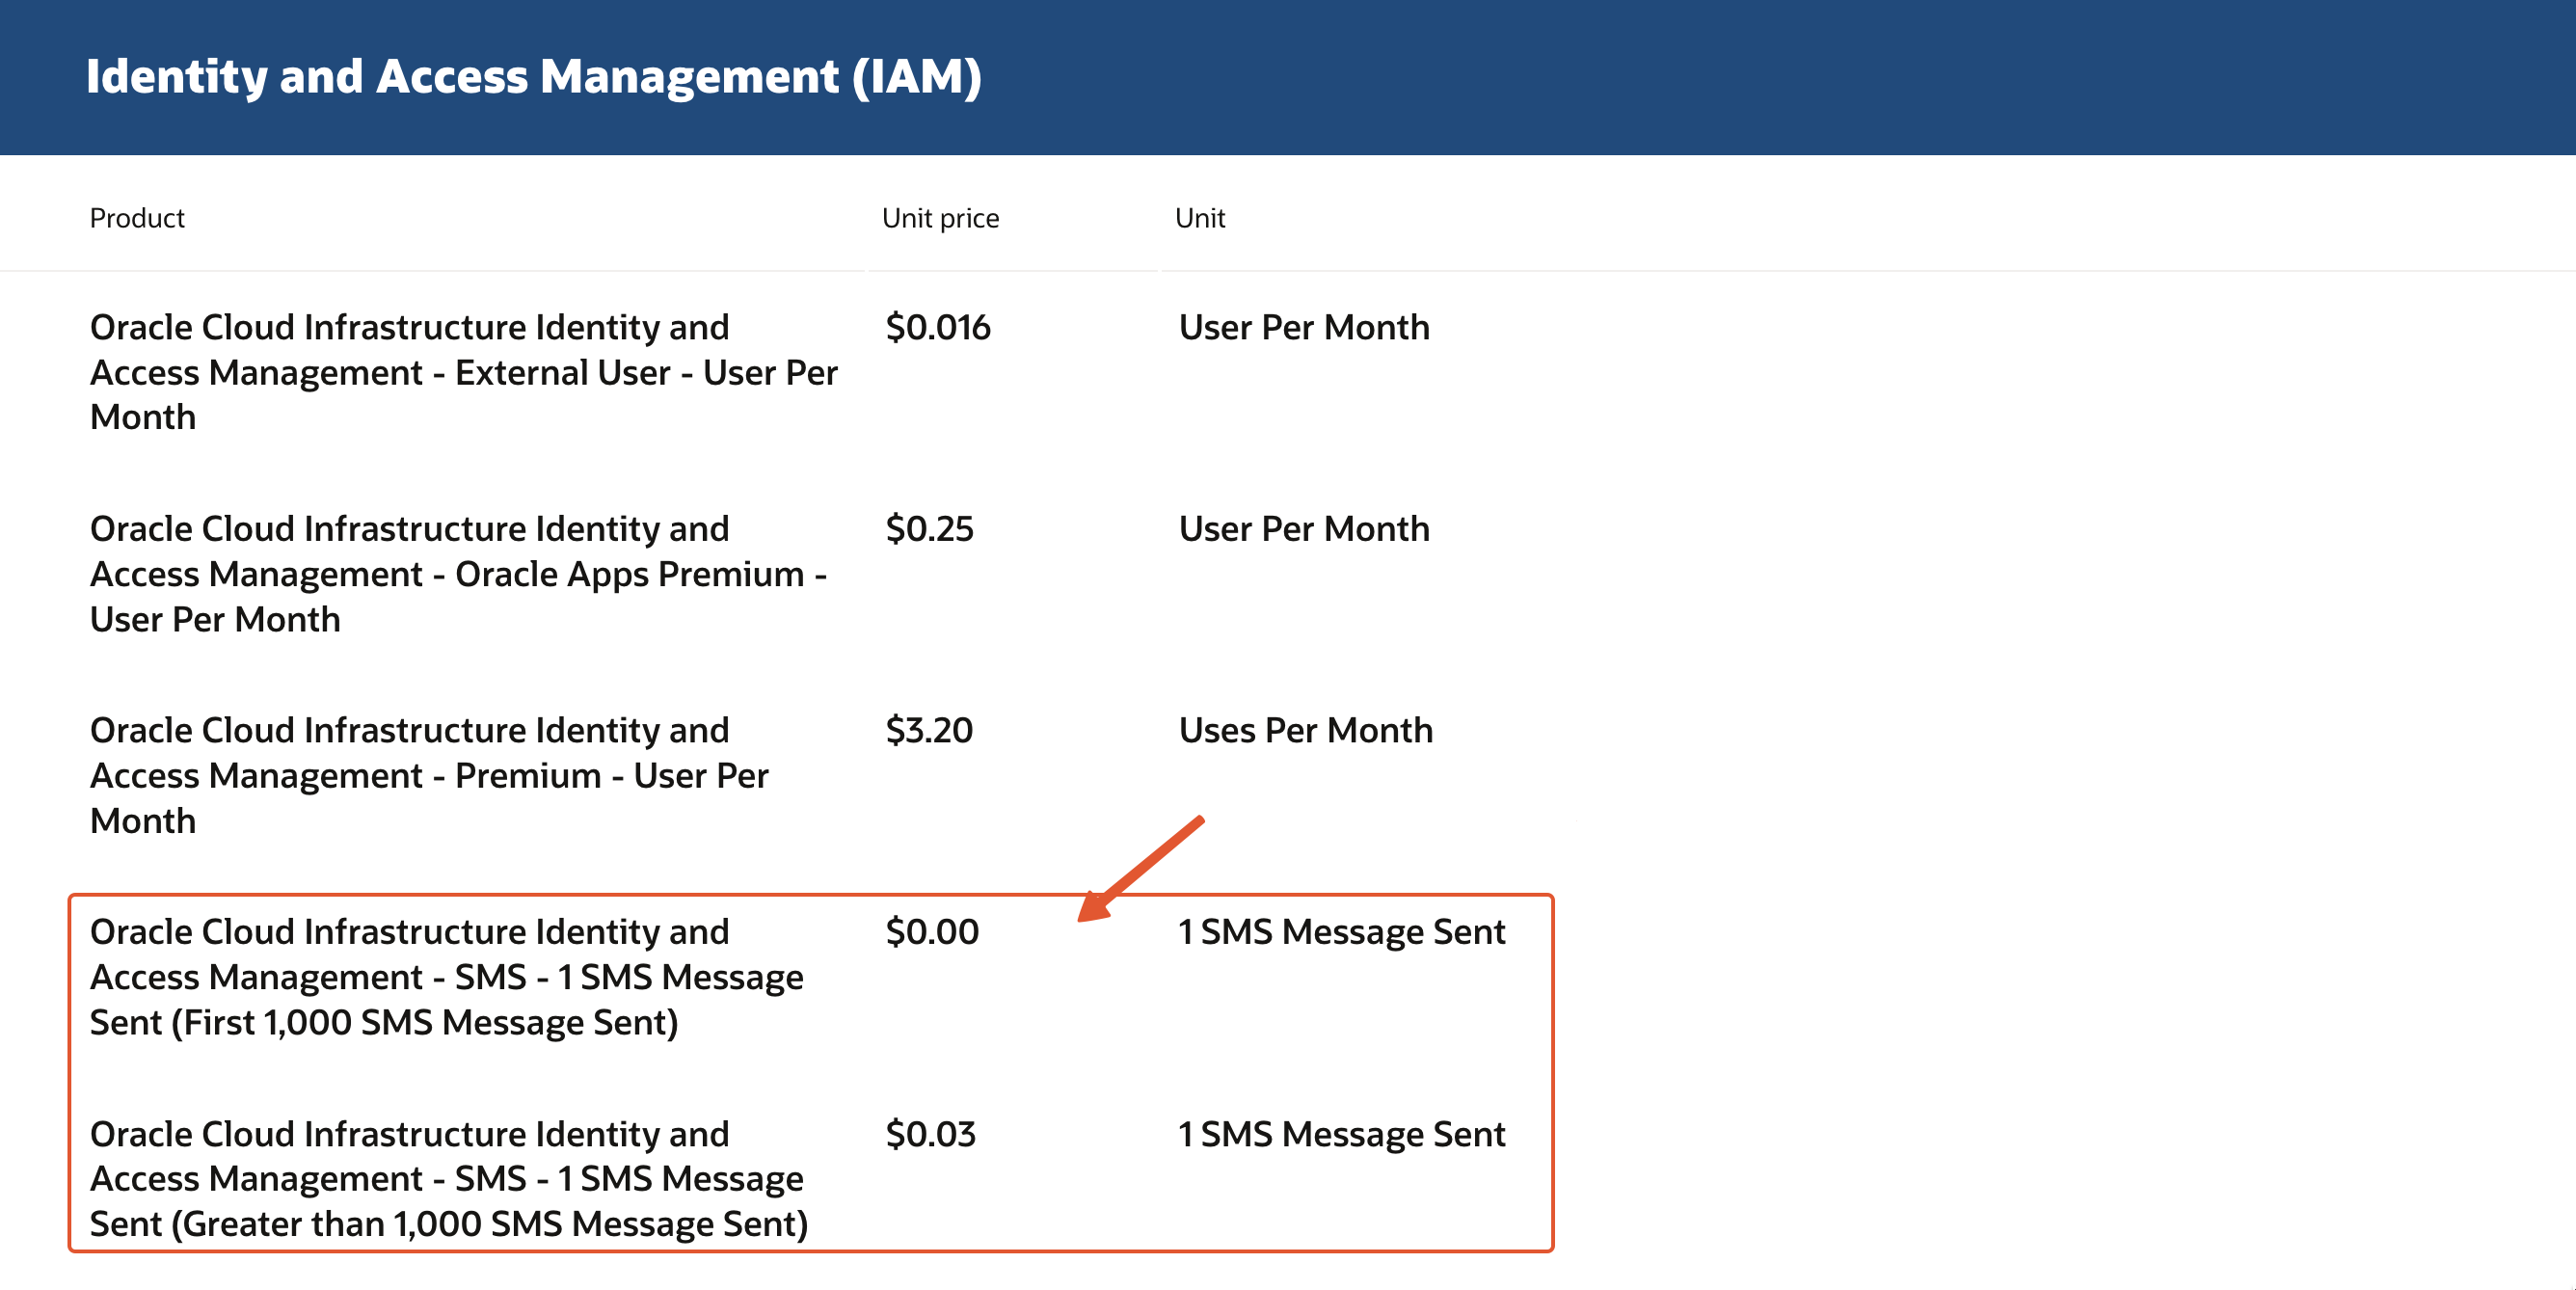 Identity and Access Management (IAM)
Product Unit price Unit
Oracle Cloud Infrastructure Identity and $0.016 User Per Month
Access Management - External User - User Per
Month
Oracle Cloud Infrastructure Identity and $0.25 User Per Month
Access Management - Oracle Apps Premium -
User Per Month
Oracle Cloud Infrastructure Identity and $3.20 Uses Per Month
Access Management - Premium - User Per
Month
Oracle Cloud Infrastructure Identity and $0.00 1 SMS Message Sent
Access Management - SMS - 1 SMS Message
Sent (First 1,000 SMS Message Sent)
Oracle Cloud Infrastructure Identity and $0.03 1 SMS Message Sent
Access Management - SMS - 1 SMS Message
Sent (Greater than 1,000 SMS Message Sent)